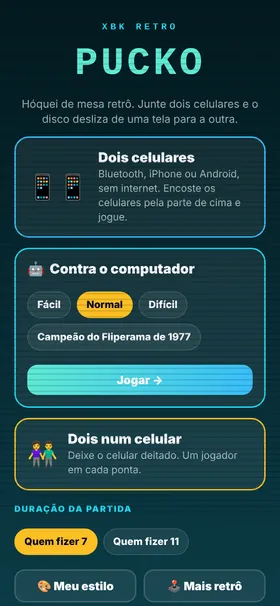 XBK RETRO
PUCKO
Hóquei de mesa retrô. Junte dois celulares e o
disco desliza de uma tela para a outra.
Dois celulares
Bluetooth, iPhone ou Android,
sem internet. Encoste os
celulares pela parte de cima e
jogue.
Contra o computador
Fácil
Normal
Difícil
Campeão do Fliperama de 1977
Jogar →
Dois num celular
Deixe o celular deitado. Um jogador
em cada ponta.
DURAÇÃO DA PARTIDA
Quem fizer 7
Quem fizer 11
Meu estilo
Mais retrô